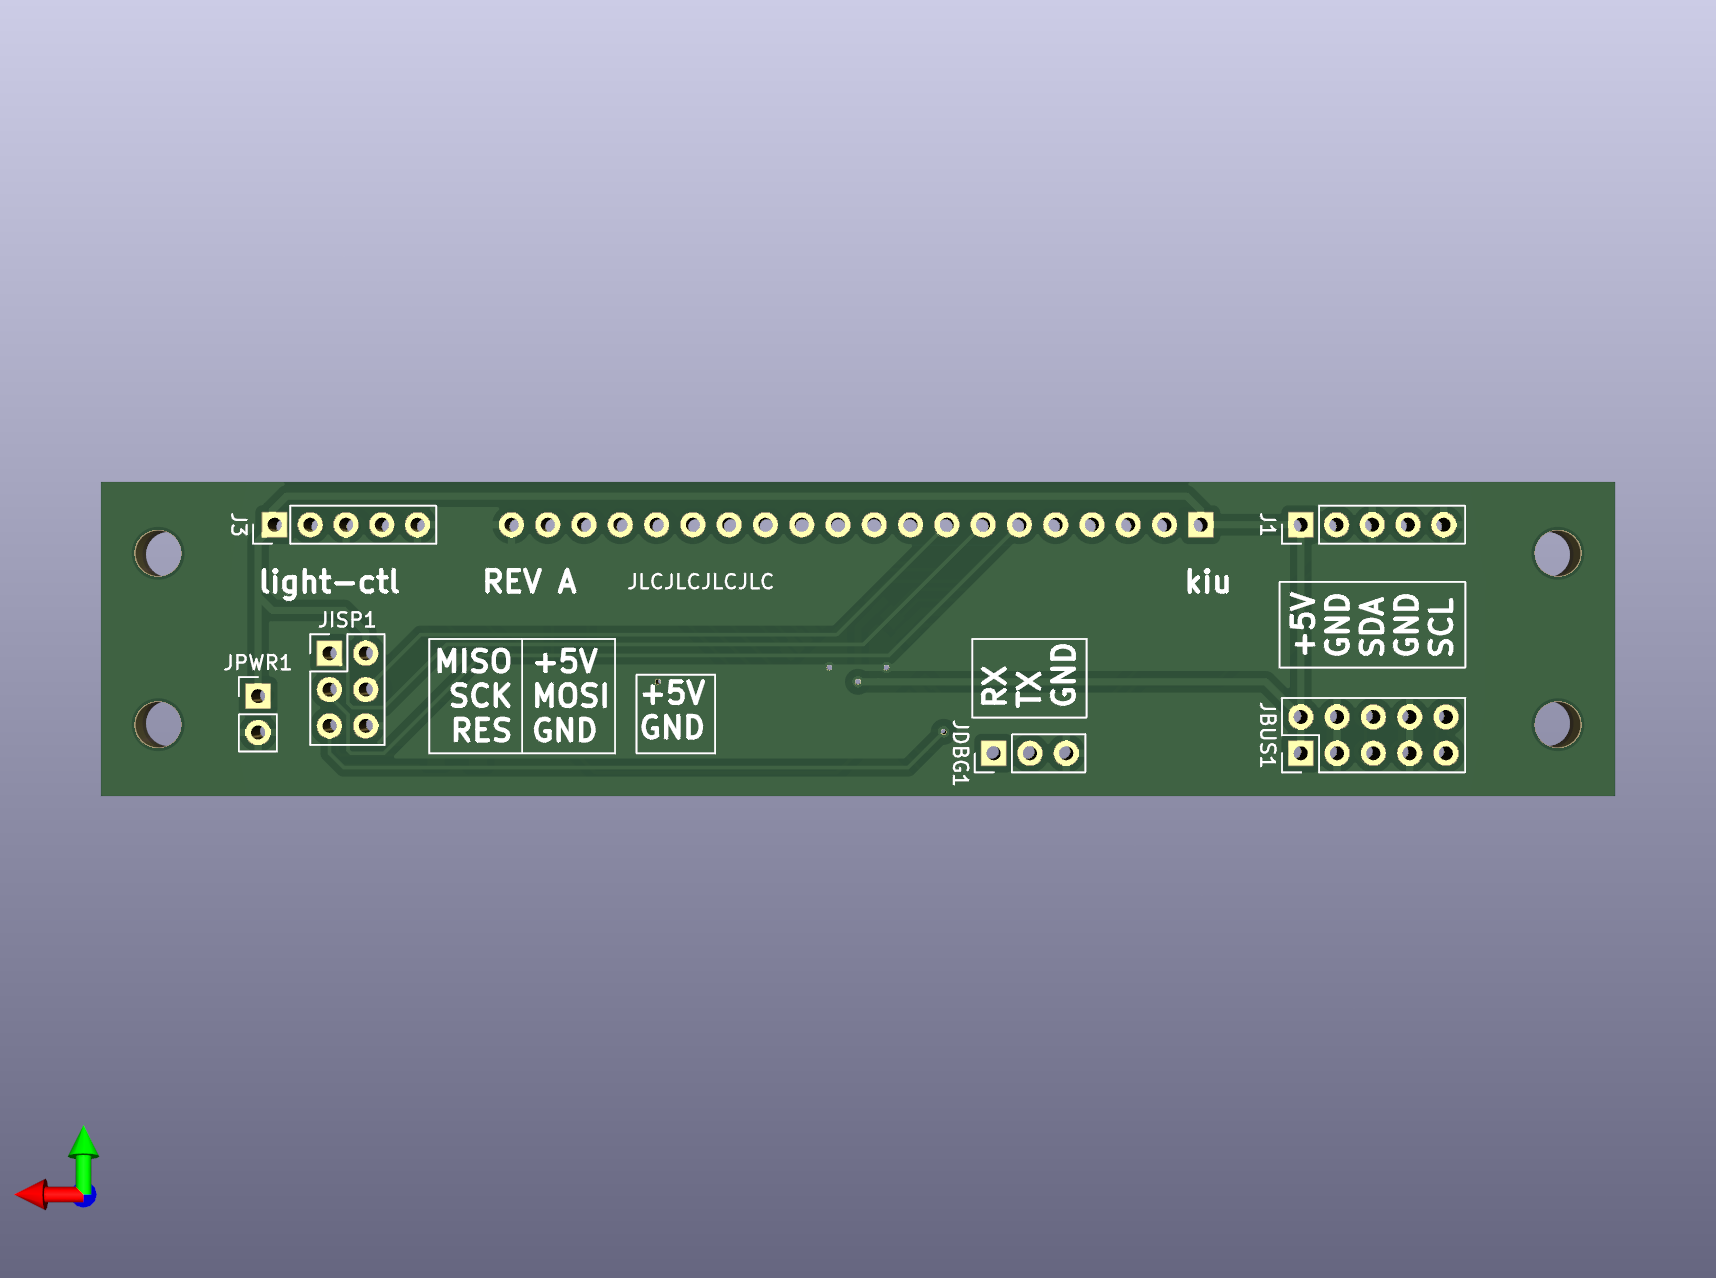 J3
J1
light-ctl
REV A
JLCJLCJLCJLC
kiu
JISP1
JPWR1
MISO +5V
SCK MOSI
RES GND
+5V
GND
RX
TX
GND
JDBG1
+5V
GND
SDA
GND
SCL
JBUS1